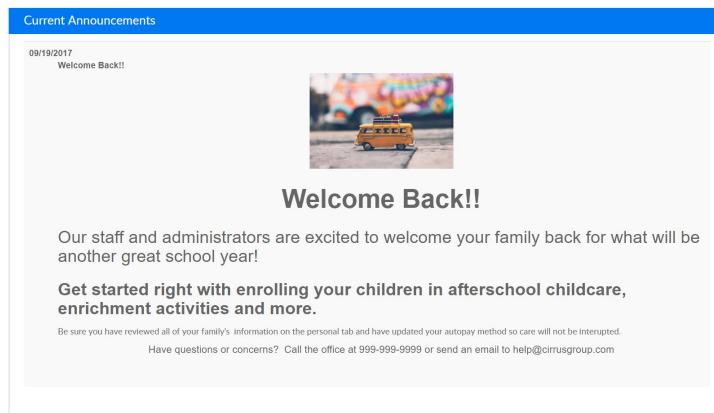 Current Announcements
09/19/2017
Welcome Back!!
Welcome Back!!
Our staff and administrators are excited to welcome your family back for what will be
another great school year!
Get started right with enrolling your children in afterschool childcare,
enrichment activities and more.
Be sure you have reviewed all of your family's information on the personal tab and have updated your autopay method so care will not be interupted.
Have questions or concerns? Call the office at 999-999-9999 or send an email to help@cirrusgroup.com